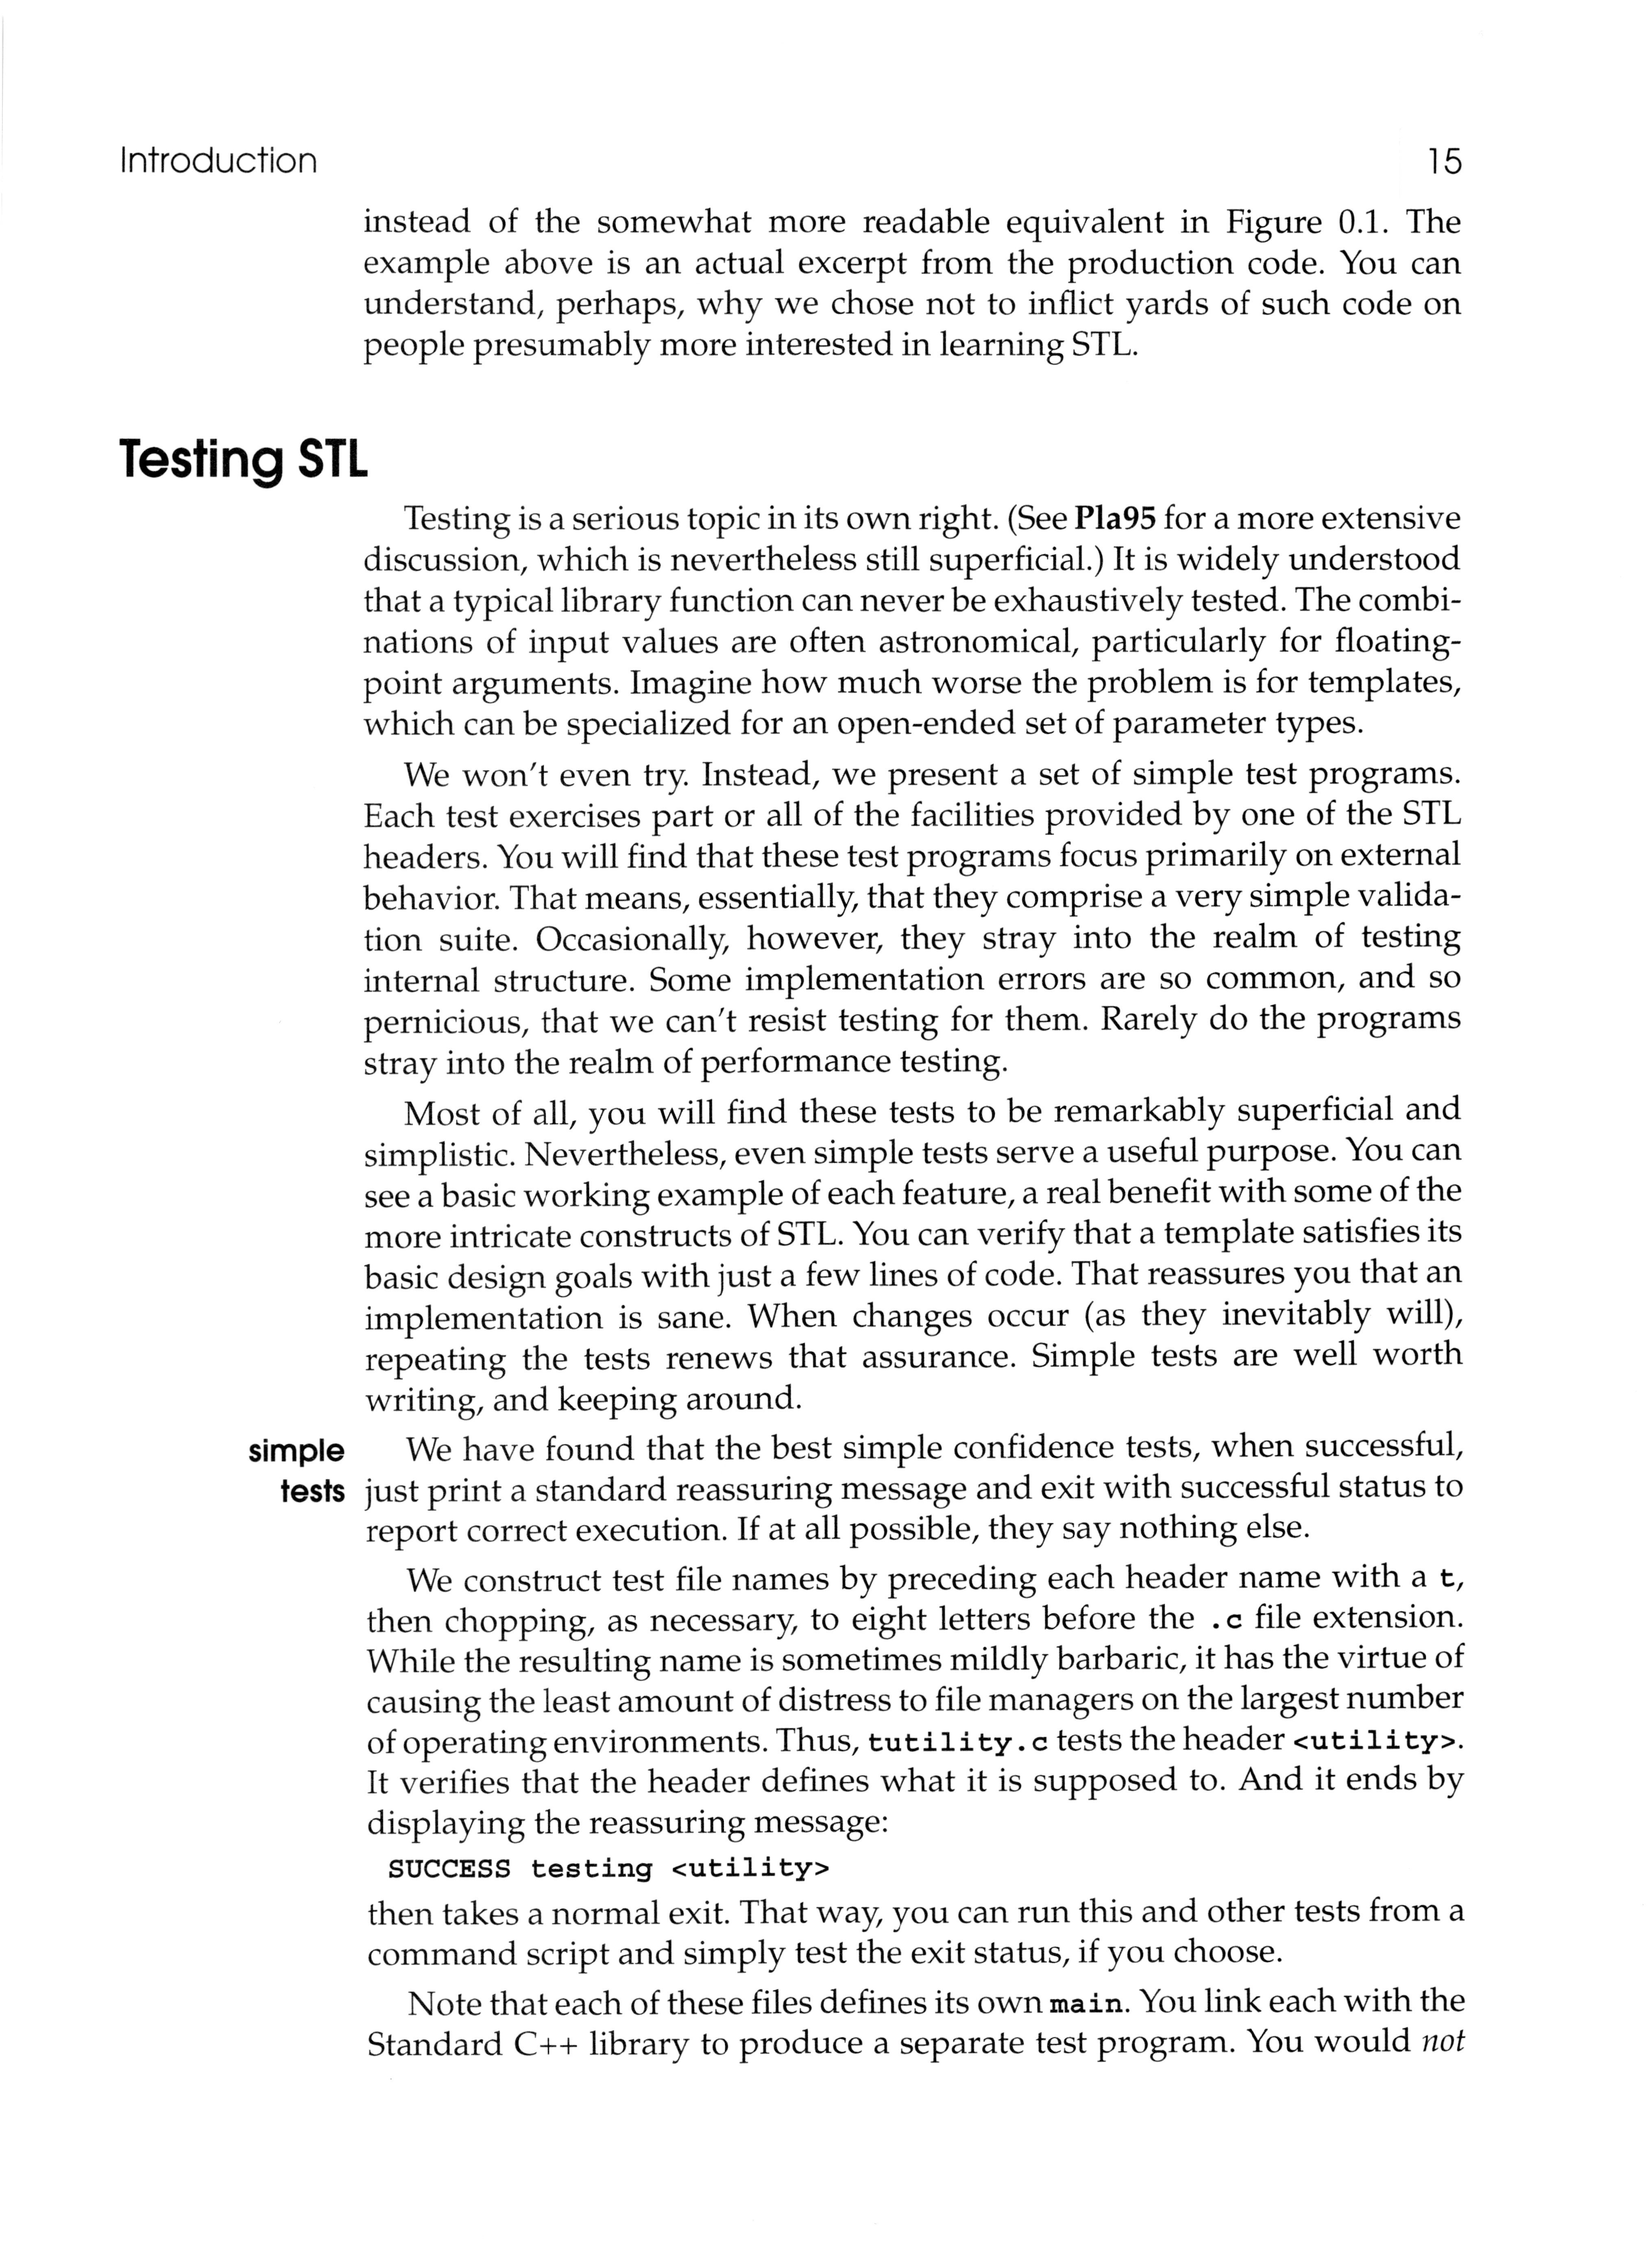 Introduction 15
instead of the somewhat more readable equivalent in Figure 0.1. The
example above is an actual excerpt from the production code. You can
understand, perhaps, why we chose not to inflict yards of such code on
people presumably more interested in learning STL.
Testing STL
Testing is a serious topic in its own right. (See Pla95 for a more extensive
discussion, which is nevertheless still superficial.) It is widely understood
that a typical library function can never be exhaustively tested. The combi-
nations of input values are often astronomical, particularly for floating-
point arguments. Imagine how much worse the problem is for templates,
which can be specialized for an open-ended set of parameter types.
We won't even try. Instead, we present a set of simple test programs.
Each test exercises part or all of the facilities provided by one of the STL
headers. You will find that these test programs focus primarily on external
behavior. That means, essentially, that they comprise a very simple valida-
tion suite. Occasionally, however, they stray into the realm of testing
internal structure. Some implementation errors are so common, and so
pernicious, that we can't resist testing for them. Rarely do the programs
stray into the realm of performance testing.
Most of all, you will find these tests to be remarkably superficial and
simplistic. Nevertheless, even simple tests serve a useful purpose. You can
see a basic working example of each feature, a real benefit with some of the
more intricate constructs of STL. You can verify that a template satisfies its
basic design goals with just a few lines of code. That reassures you that an
implementation is sane. When changes occur (as they inevitably will),
repeating the tests renews that assurance. Simple tests are well worth
writing, and keeping around.
simple We have found that the best simple confidence tests, when successful,
tests just print a standard reassuring message and exit with successful status to
report correct execution. If at all possible, they say nothing else.
We construct test file names by preceding each header name with a t,
then chopping, as necessary, to eight letters before the .c file extension.
While the resulting name is sometimes mildly barbaric, it has the virtue of
causing the least amount of distress to file managers on the largest number
of operating environments. Thus, tutility.c tests the header <utility>.
It verifies that the header defines what it is supposed to. And it ends by
displaying the reassuring message:
SUCCESS testing <utility>
then takes a normal exit. That way, you can run this and other tests from a
command script and simply test the exit status, if you choose.
Note that each of these files defines its own main. You link each with the
Standard C++ library to produce a separate test program. You would not